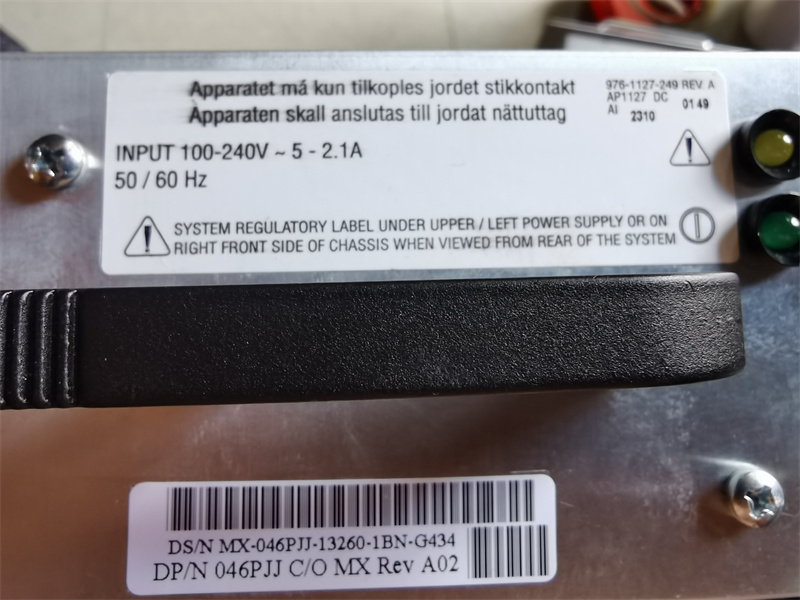 Apparatet må kun tilkoples jordet stikkontakt
Apparaten skall anslutas till jordat nättuttag
976-1127-249 REV. A
AP1127 DC
AI 2310 01 49
INPUT 100-240V ~ 5 - 2.1A
50 / 60 Hz
SYSTEM REGULATORY LABEL UNDER UPPER / LEFT POWER SUPPLY OR ON
RIGHT FRONT SIDE OF CHASSIS WHEN VIEWED FROM REAR OF THE SYSTEM
DS/N MX-046PJJ-13260-1BN-G434
DP/N 046PJJ C/O MX Rev A02